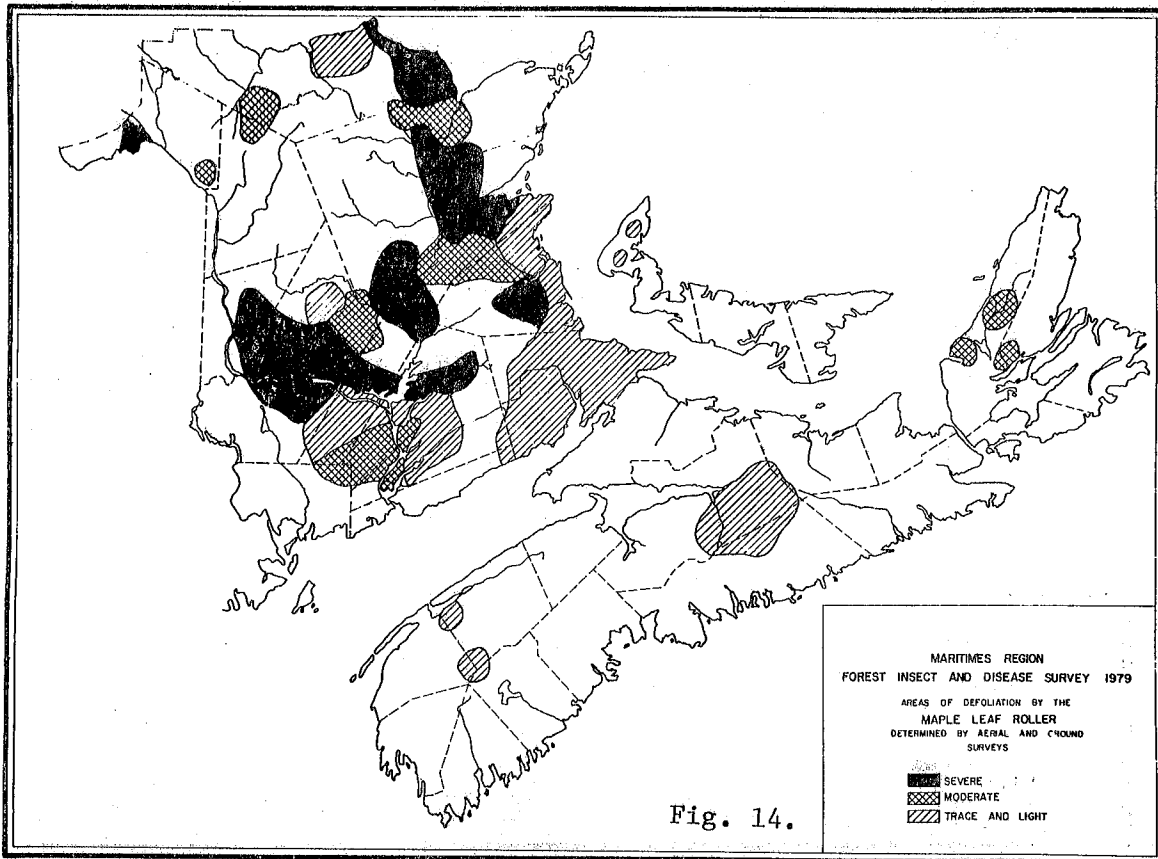 MARITIMES REGION
FOREST INSECT AND DISEASE SURVEY 1979
AREAS OF DEFOLIATION BY THE
MAPLE LEAF ROLLER
DETERMINED BY AERIAL AND GROUND
SURVEYS
SEVERE
MODERATE
TRACE AND LIGHT
Fig. 14.